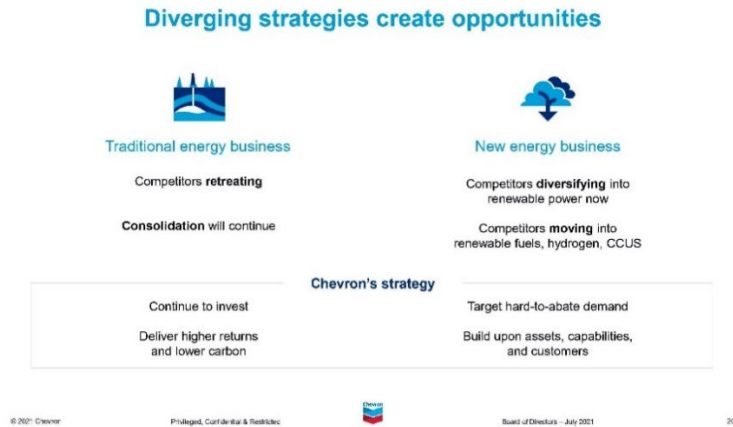 Diverging strategies create opportunities
Traditional energy business
New energy business
Competitors retreating
Competitors diversifying into
renewable power now
Consolidation will continue
Competitors moving into
renewable fuels, hydrogen, CCUS
Chevron's strategy
Continue to invest
Target hard-to-abate demand
Deliver higher returns
and lower carbon
Build upon assets, capabilities,
and customers
© 2021 Chevron
Privileged, Confidential & Restricted
Chevron
Board of Directors – July 2021